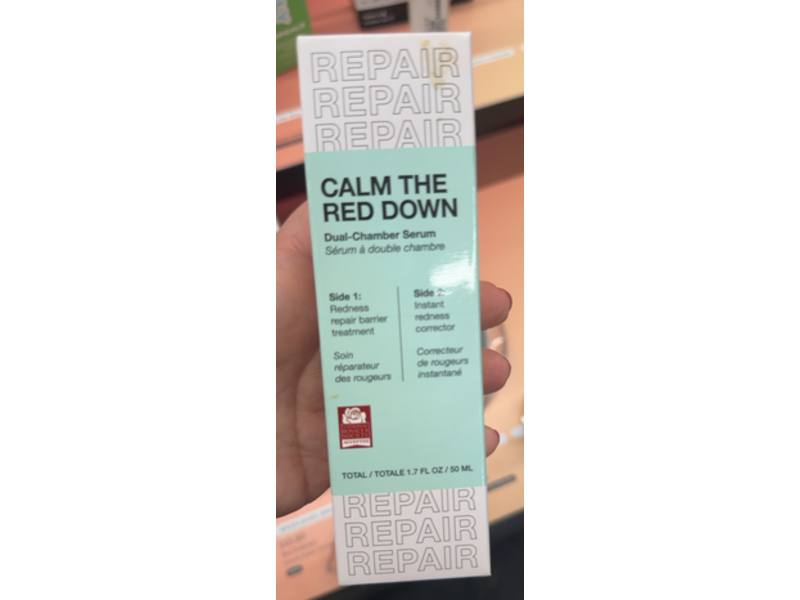 REPAIR
REPAIR
REPAIR
CALM THE
RED DOWN
Dual-Chamber Serum
Sérum à double chambre
Side 1:
Redness
repair barrier
treatment
Soin
réparateur
des rougeurs
Side 2:
Instant
redness
corrector
Correcteur
de rougeurs
instantané
TOTAL / TOTALE 1.7 FL OZ / 50 ML
REPAIR
REPAIR
REPAIR